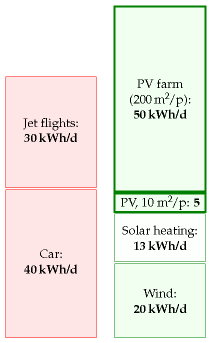 Jet flights:
30 kWh/d
Car:
40 kWh/d
PV farm
(200 m²/p):
50 kWh/d
PV, 10 m²/p: 5
Solar heating:
13 kWh/d
Wind:
20 kWh/d